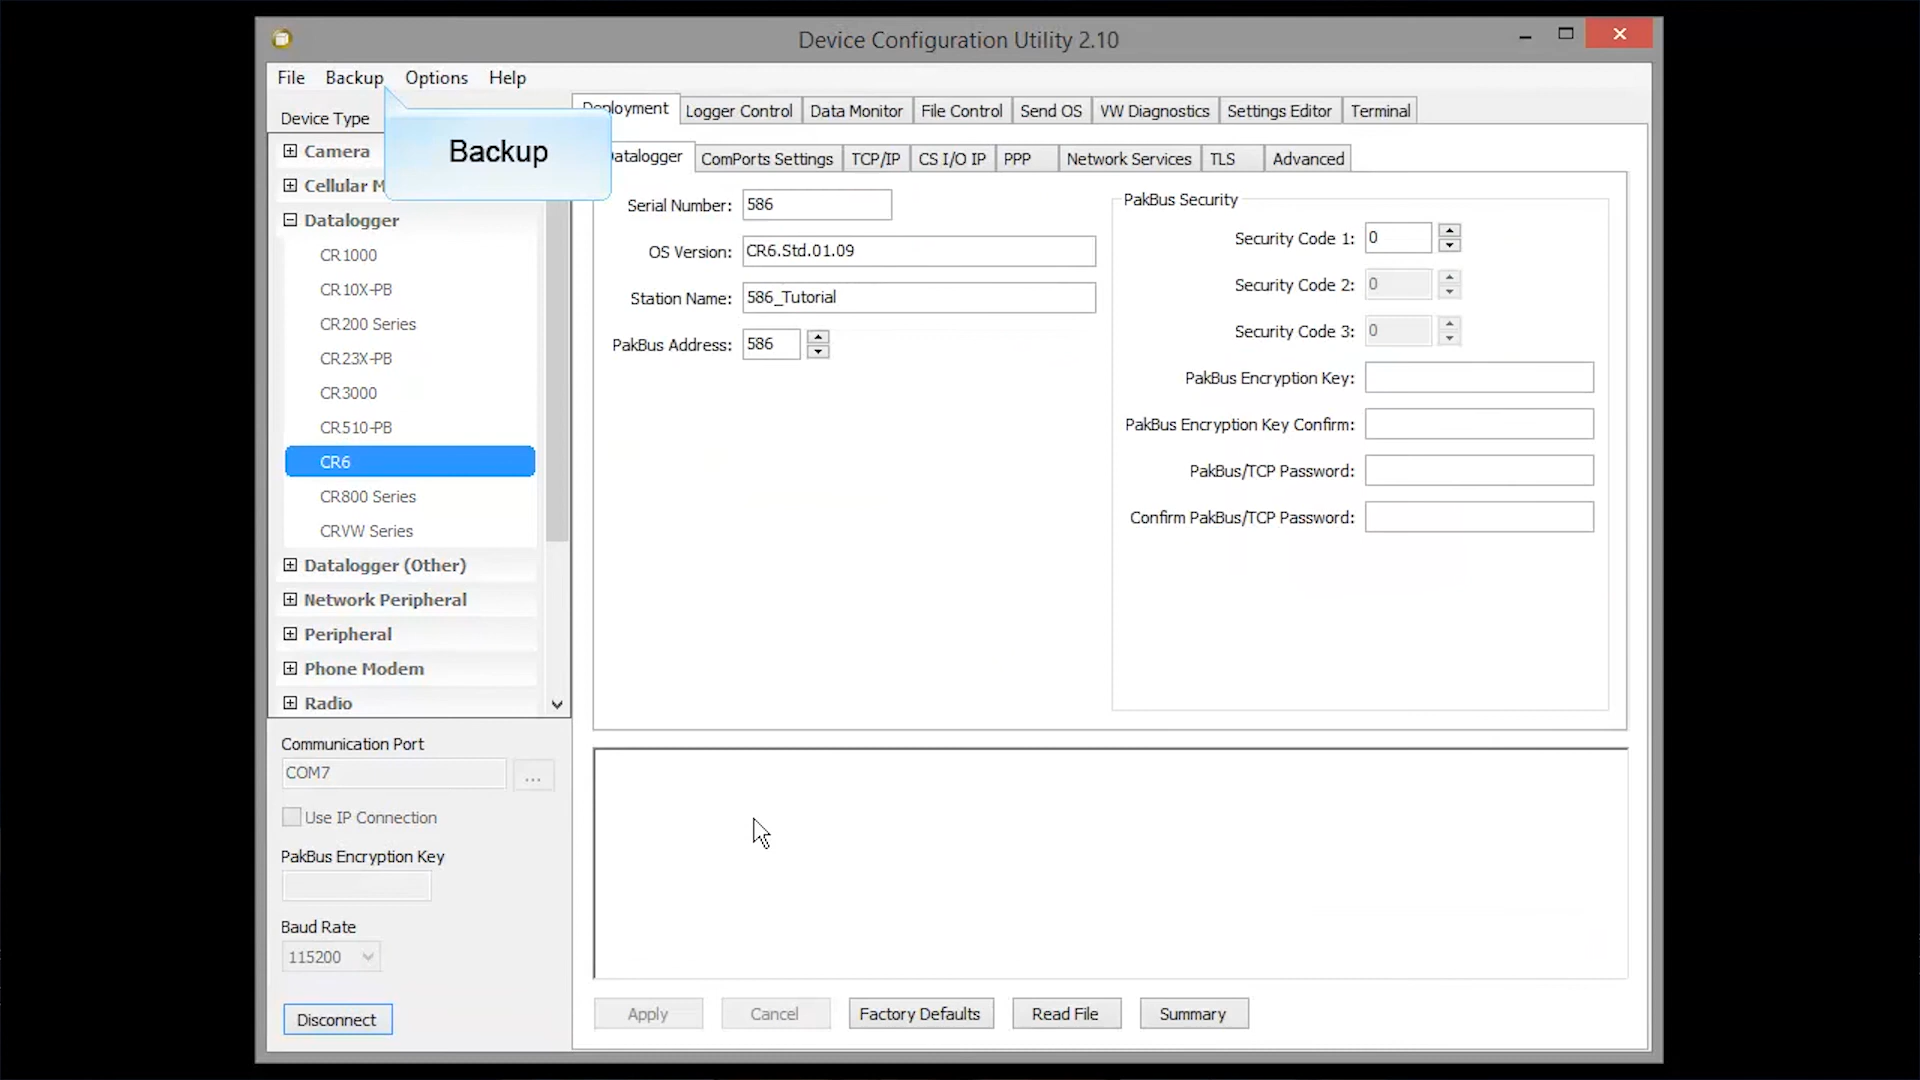 Device Configuration Utility 2.10
File Backup Options Help
Backup
Device Type
Camera
Cellular M
Datalogger
CR1000
CR10X-PB
CR200 Series
CR23X-PB
CR3000
CR510-PB
CR6
CR800 Series
CRVW Series
Datalogger (Other)
Network Peripheral
Peripheral
Phone Modem
Radio
Communication Port
COM7
...
Use IP Connection
PakBus Encryption Key
Baud Rate
115200
Disconnect
Deployment Logger Control Data Monitor File Control Send OS VW Diagnostics Settings Editor Terminal
Datalogger ComPorts Settings TCP/IP CS I/O IP PPP Network Services TLS Advanced
Serial Number: 586
OS Version: CR6.Std.01.09
Station Name: 586_Tutorial
PakBus Address: 586
PakBus Security
Security Code 1: 0
Security Code 2: 0
Security Code 3: 0
PakBus Encryption Key:
PakBus Encryption Key Confirm:
PakBus/TCP Password:
Confirm PakBus/TCP Password:
Apply Cancel Factory Defaults Read File Summary